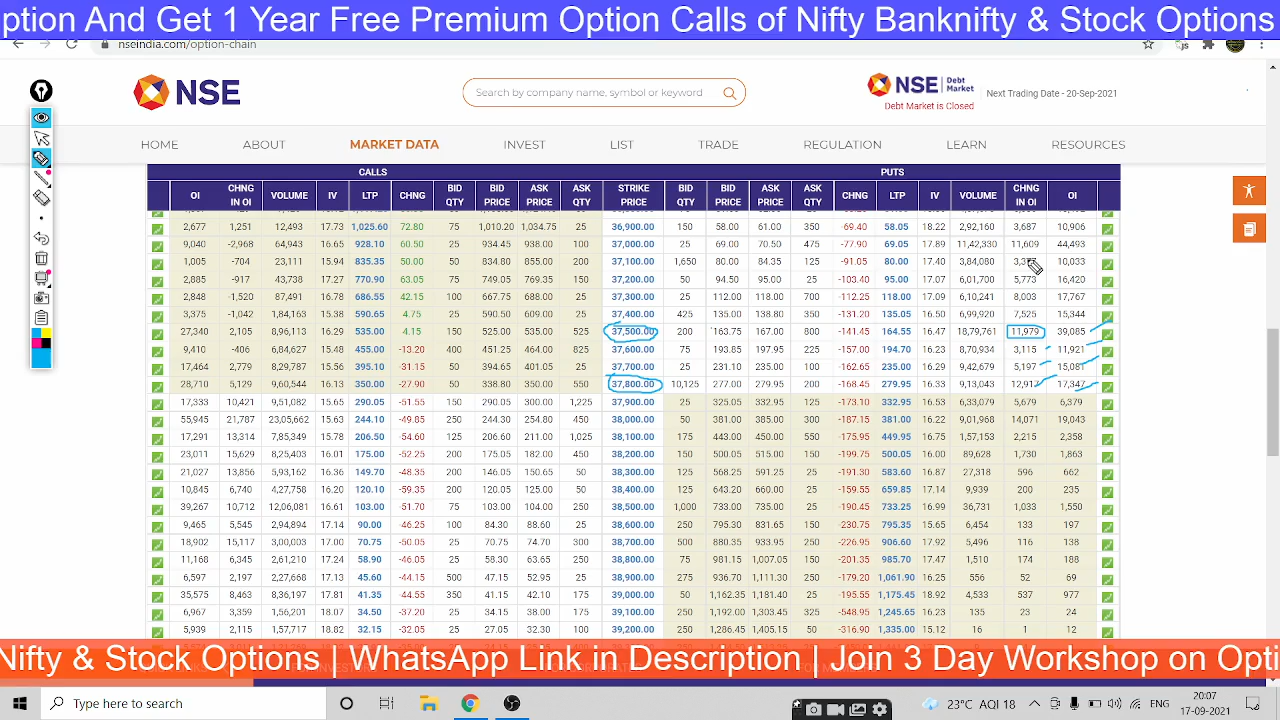 ption And Get 1 Year Free Premium Option Calls of Nifty Banknifty & Stock Options
nseindia.com/option-chain
NSE
Search by company name, symbol or keyword
NSE Debt Market
Debt Market is Closed
Next Trading Date - 20-Sep-2021
HOME ABOUT MARKET DATA INVEST LIST TRADE REGULATION LEARN RESOURCES
CALLS PUTS
OI CHNG IN OI VOLUME IV LTP CHNG BID QTY BID PRICE ASK PRICE ASK QTY STRIKE PRICE BID QTY BID PRICE ASK PRICE ASK QTY CHNG LTP IV VOLUME CHNG IN OI OI
2,677 1,251 12,493 17.73 1,025.60 72.80 75 1,010.20 1,034.75 25 36,900.00 150 58.00 61.00 350 -69.40 58.05 18.22 2,92,160 3,687 10,906
9,040 -2,968 64,943 16.65 928.10 60.50 25 934.45 938.00 100 37,000.00 25 69.00 70.50 475 -77.90 69.05 17.89 11,42,330 11,609 44,493
1,005 -704 23,111 15.94 835.35 50.00 50 834.80 855.00 200 37,100.00 1,650 80.00 84.35 125 -91.05 80.00 17.40 3,84,080 10,033
2,885 -917 43,738 17.27 770.90 63.05 75 749.05 769.35 150 37,200.00 50 94.50 95.00 25 -103.40 95.00 17.07 6,01,700 5,773 16,420
2,848 -1,520 87,491 16.78 686.55 42.15 100 667.75 688.00 25 37,300.00 25 112.00 118.00 700 -112.25 118.00 17.09 6,10,241 8,003 17,767
3,375 -1,042 1,84,163 15.38 590.65 4.75 25 590.50 609.00 25 37,400.00 425 135.00 138.80 350 -131.20 135.05 16.50 6,99,920 7,525 15,344
27,340 2,105 8,96,113 16.29 535.00 4.15 150 525.00 535.00 525 37,500.00 200 163.75 167.00 728 -141.45 164.55 16.47 18,79,761 11,979 39,085
9,410 -406 6,84,627 15.48 455.00 -13.20 400 451.25 464.00 825 37,600.00 75 193.85 197.95 225 -157.00 194.70 16.23 8,70,934 3,115 11,921
17,464 2,779 8,29,787 15.55 395.10 -31.15 50 394.65 401.05 25 37,700.00 25 231.10 235.00 100 -162.65 235.00 16.29 9,42,679 5,197 15,081
28,710 5,129 9,60,544 16.13 350.00 -27.90 50 338.80 350.00 550 37,800.00 10,125 277.00 279.95 200 -168.45 279.95 16.33 9,13,043 12,917 17,347
17,333 10,421 9,51,082 15.65 290.05 -51.55 150 290.05 300.00 1,225 37,900.00 25 325.05 332.95 125 -173.10 332.95 16.53 6,33,079 5,679 6,379
55,945 21,787 23,05,662 15.63 244.10 -49.85 250 244.30 254.80 450 38,000.00 50 381.00 385.00 75 -187.15 381.00 16.22 9,01,908 14,071 19,043
17,291 13,314 7,85,349 15.78 206.50 -54.60 125 206.60 211.00 1,025 38,100.00 175 443.00 450.00 550 -175.95 449.95 16.75 1,57,153 2,215 2,358
23,011 15,629 8,25,405 16.01 175.00 -52.25 200 175.05 182.00 450 38,200.00 150 500.05 515.00 150 -199.75 500.05 16.00 89,628 1,730 1,863
21,027 13,856 5,93,162 16.36 149.70 -48.35 200 146.05 150.65 50 38,300.00 125 568.25 591.25 25 -191.30 583.60 16.87 27,318 596 662
10,845 6,740 4,27,758 16.20 120.10 -59.35 200 120.05 125.00 50 38,400.00 125 643.20 660.00 25 -159.55 659.85 17.14 9,939 200 235
39,267 10,712 12,06,081 16.61 103.00 -51.70 100 103.00 104.00 250 38,500.00 1,000 733.00 735.00 25 -190.45 733.25 16.99 36,731 1,033 1,550
9,465 5,545 2,94,894 17.14 90.00 -46.25 100 84.30 88.60 25 38,600.00 25 795.30 831.65 150 -230.75 795.35 15.65 6,454 133 197
18,902 15,117 3,00,003 17.00 70.75 -50.05 25 70.75 74.70 300 38,700.00 25 880.35 933.95 250 -226.95 906.60 17.92 5,496 116 138
11,168 6,345 2,61,210 17.24 58.90 -46.05 25 58.30 63.65 250 38,800.00 75 981.15 1,007.05 150 -201.35 985.70 17.47 1,510 174 188
6,597 2,197 2,27,668 17.13 45.60 -44.15 500 47.15 52.95 25 38,900.00 275 936.70 1,111.30 250 -179.20 1,061.90 16.25 556 52 69
35,575 8,463 8,36,197 17.81 41.35 -44.55 350 41.15 42.10 175 39,000.00 50 1,162.35 1,181.40 25 -195.55 1,175.45 18.92 4,533 537 977
6,967 3,359 1,56,201 18.07 34.50 -37.20 100 34.15 38.00 175 39,100.00 250 1,192.00 1,303.45 325 -548.95 1,245.65 16.13 135 23 24
5,939 2,115 1,57,717 18.82 32.15 -32.05 25 27.05 32.30 100 39,200.00 250 1,286.45 1,405.15 50 -316.90 1,335.00 15.12 16 1 12
Nifty & Stock Options | WhatsApp Link in Description | Join 3 Day Workshop on Opti
Type here to search
23°C AQI 18
ENG
20:07
17-09-2021